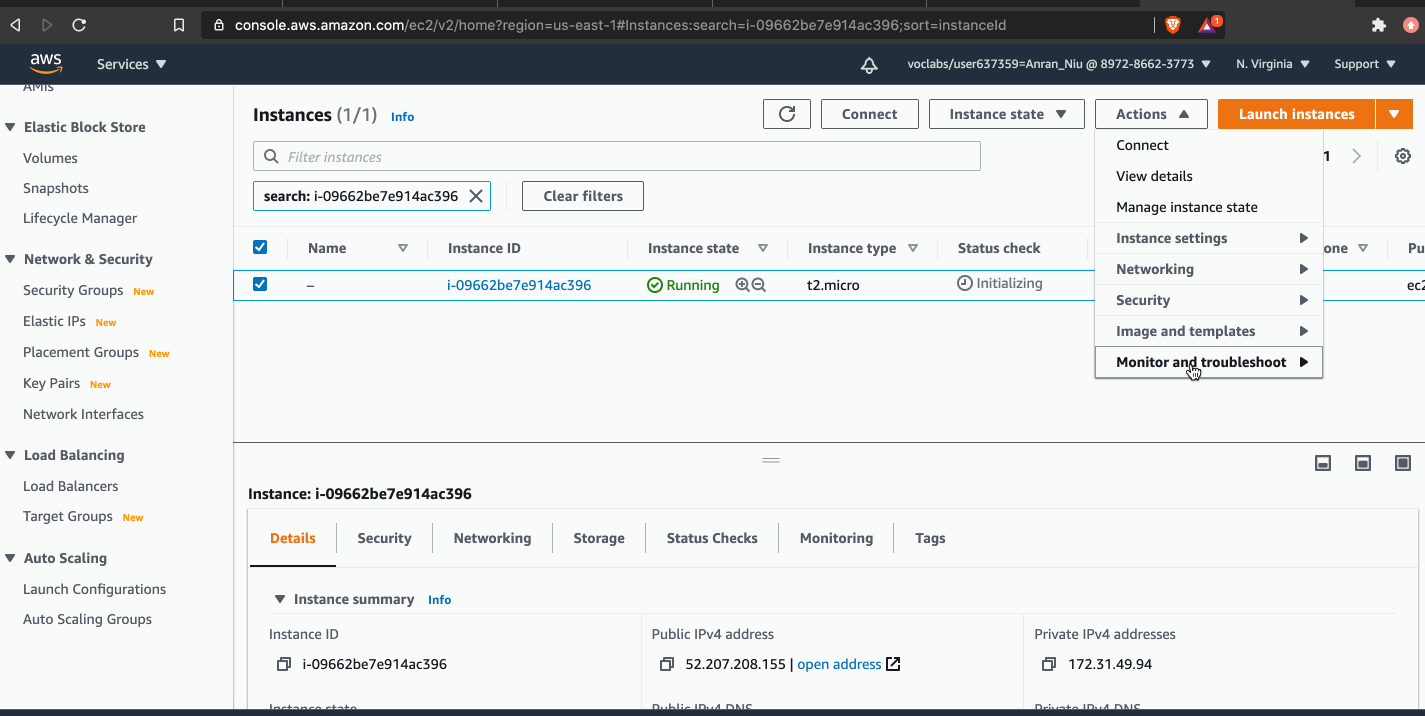 console.aws.amazon.com/ec2/v2/home?region=us-east-1#Instances:search=i-09662be7e914ac396;sort=instanceId
1
aws
Services
voclabs/user637359=Anran_Niu @ 8972-8662-3773
N. Virginia
Support
AMIs
Elastic Block Store
Volumes
Snapshots
Lifecycle Manager
Network & Security
Security Groups New
Elastic IPs New
Placement Groups New
Key Pairs New
Network Interfaces
Load Balancing
Load Balancers
Target Groups New
Auto Scaling
Launch Configurations
Auto Scaling Groups
Instances (1/1) Info
Connect
Instance state
Actions
Launch instances
Filter instances
1
search: i-09662be7e914ac396
Clear filters
Connect
View details
Manage instance state
Instance settings
Networking
Security
Image and templates
Monitor and troubleshoot
Name Instance ID Instance state Instance type Status check one Pu
– i-09662be7e914ac396 Running t2.micro Initializing ec2
Instance: i-09662be7e914ac396
Details Security Networking Storage Status Checks Monitoring Tags
Instance summary Info
Instance ID
i-09662be7e914ac396
Public IPv4 address
52.207.208.155 | open address
Private IPv4 addresses
172.31.49.94
Instance state
Public IPv4 DNS
Private IPv4 DNS